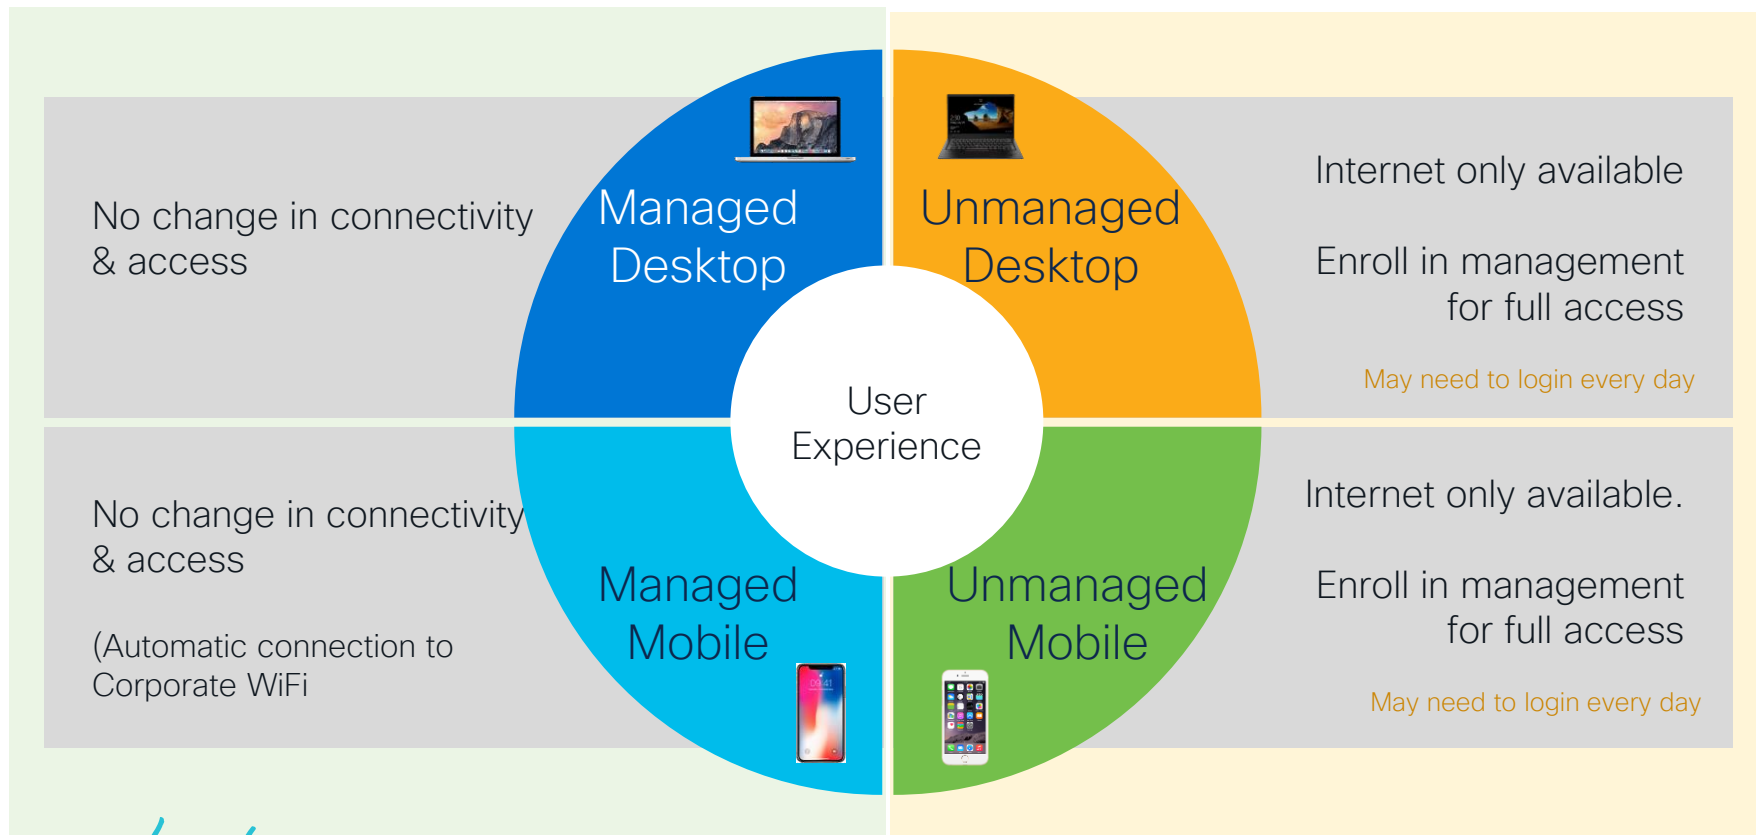 No change in connectivity
& access
Managed
Desktop
Unmanaged
Desktop
Internet only available
Enroll in management
for full access
May need to login every day
User
Experience
No change in connectivity
& access
(Automatic connection to
Corporate WiFi
Managed
Mobile
Unmanaged
Mobile
Internet only available.
Enroll in management
for full access
May need to login every day
09:41